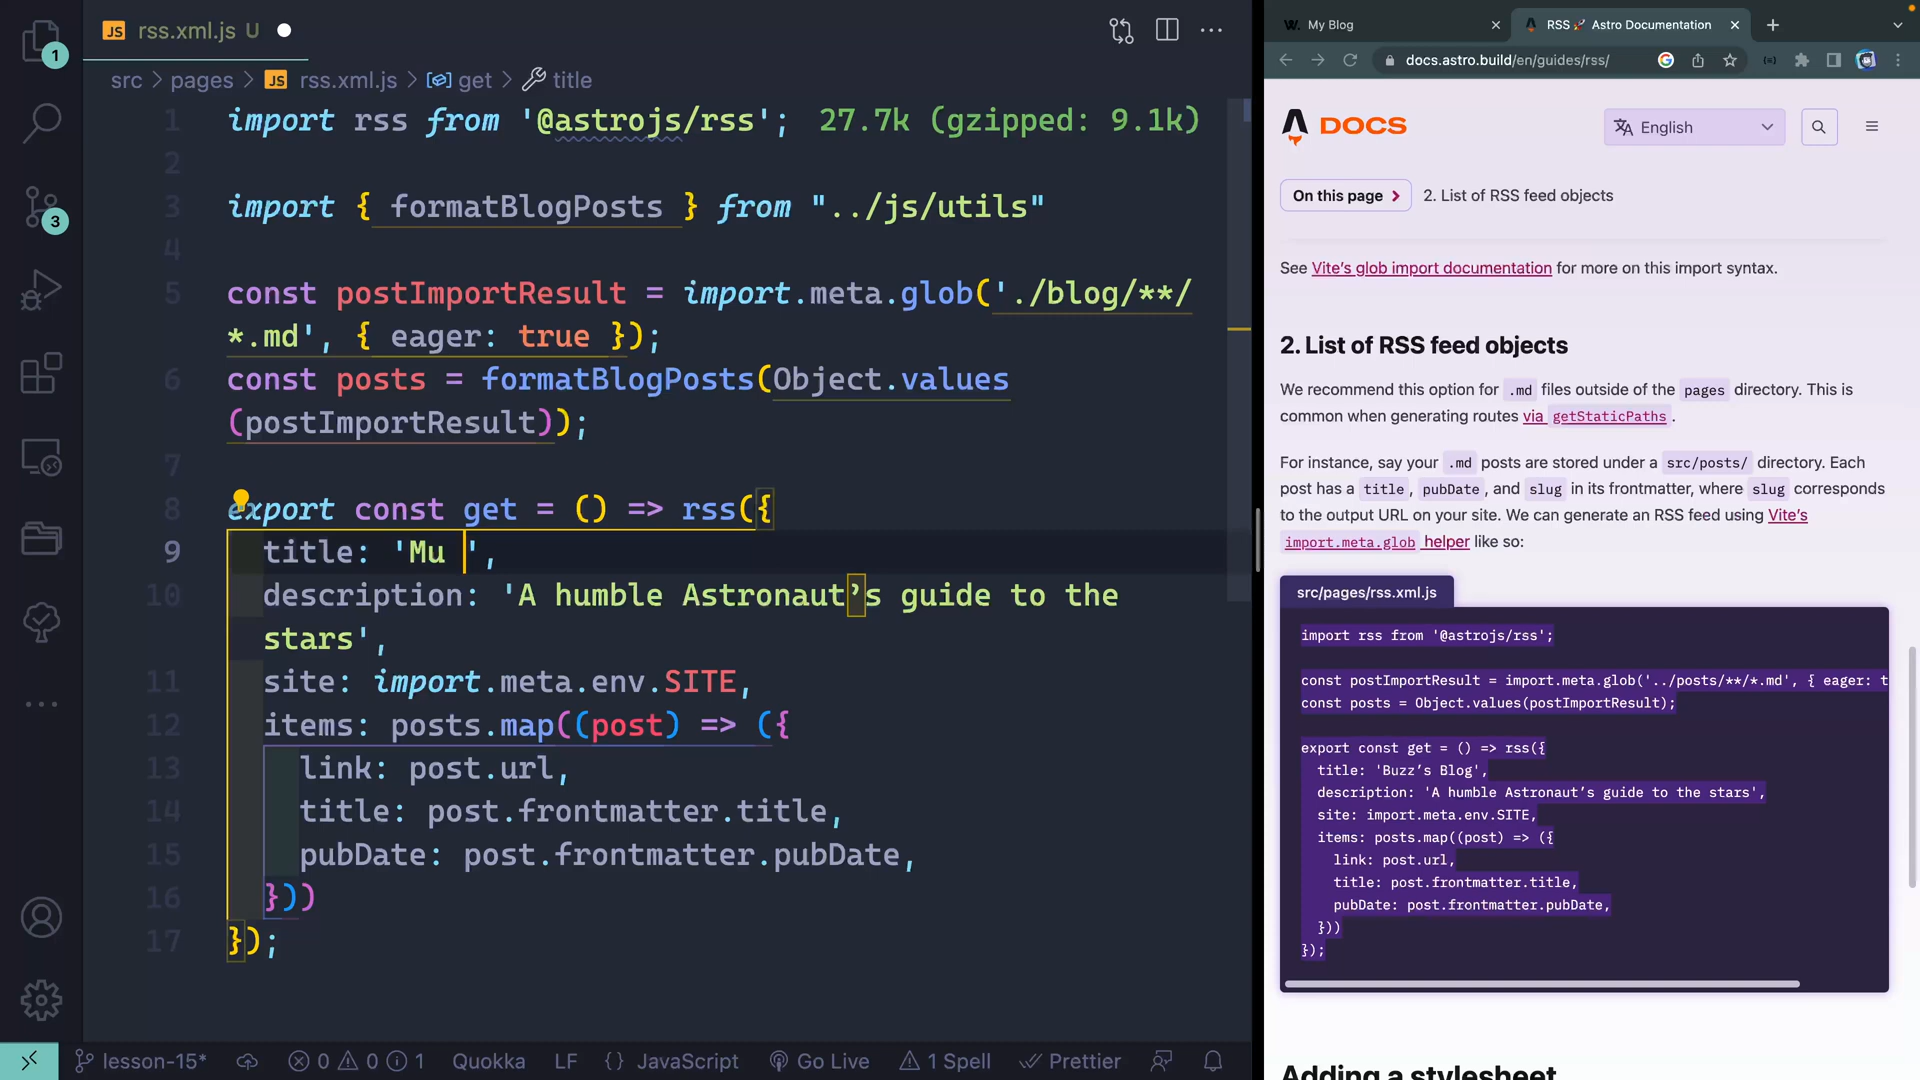 JS rss.xml.js U
src > pages > JS rss.xml.js > get > title
1 import rss from '@astrojs/rss'; 27.7k (gzipped: 9.1k)
2
3 import { formatBlogPosts } from "../js/utils"
4
5 const postImportResult = import.meta.glob('./blog/**/
*.md', { eager: true });
6 const posts = formatBlogPosts(Object.values
(postImportResult));
7
8 export const get = () => rss({
9 title: 'Mu ',
10 description: 'A humble Astronaut’s guide to the
stars',
11 site: import.meta.env.SITE,
12 items: posts.map((post) => ({
13 link: post.url,
14 title: post.frontmatter.title,
15 pubDate: post.frontmatter.pubDate,
16 }))
17 });
1
3
lesson-15* 0 0 1 Quokka LF {} JavaScript Go Live 1 Spell Prettier
My Blog
RSS 🚀 Astro Documentation
docs.astro.build/en/guides/rss/
DOCS
English
On this page > 2. List of RSS feed objects
See Vite’s glob import documentation for more on this import syntax.
2. List of RSS feed objects
We recommend this option for .md files outside of the pages directory. This is
common when generating routes via getStaticPaths.
For instance, say your .md posts are stored under a src/posts/ directory. Each
post has a title, pubDate, and slug in its frontmatter, where slug corresponds
to the output URL on your site. We can generate an RSS feed using Vite’s
import.meta.glob helper like so:
src/pages/rss.xml.js
import rss from '@astrojs/rss';
const postImportResult = import.meta.glob('../posts/**/*.md', { eager: t
const posts = Object.values(postImportResult);
export const get = () => rss({
title: 'Buzz’s Blog',
description: 'A humble Astronaut’s guide to the stars',
site: import.meta.env.SITE,
items: posts.map((post) => ({
link: post.url,
title: post.frontmatter.title,
pubDate: post.frontmatter.pubDate,
}))
});
Adding a stylesheet